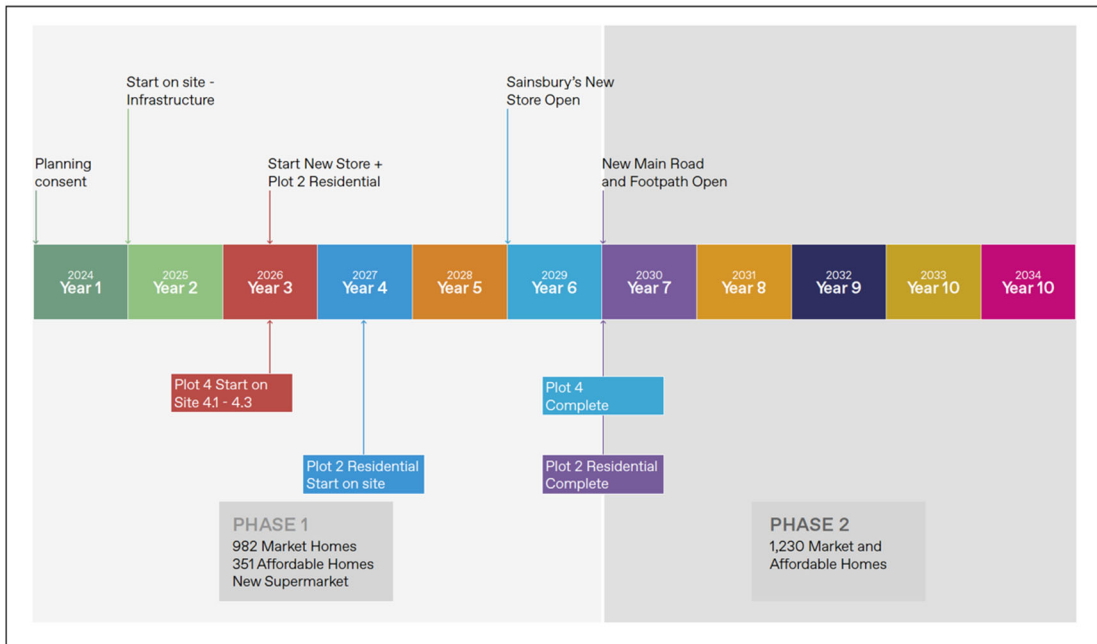 Start on site -
Infrastructure
Sainsbury's New
Store Open
Planning
consent
Start New Store +
Plot 2 Residential
New Main Road
and Footpath Open
2024
Year 1
2025
Year 2
2026
Year 3
2027
Year 4
2028
Year 5
2029
Year 6
2030
Year 7
2031
Year 8
2032
Year 9
2033
Year 10
2034
Year 10
Plot 4 Start on
Site 4.1 - 4.3
Plot 4
Complete
Plot 2 Residential
Start on site
Plot 2 Residential
Complete
PHASE 1
982 Market Homes
351 Affordable Homes
New Supermarket
PHASE 2
1,230 Market and
Affordable Homes